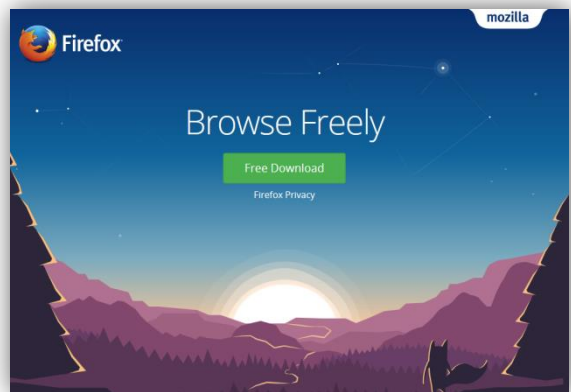 mozilla
Firefox
Browse Freely
Free Download
Firefox Privacy